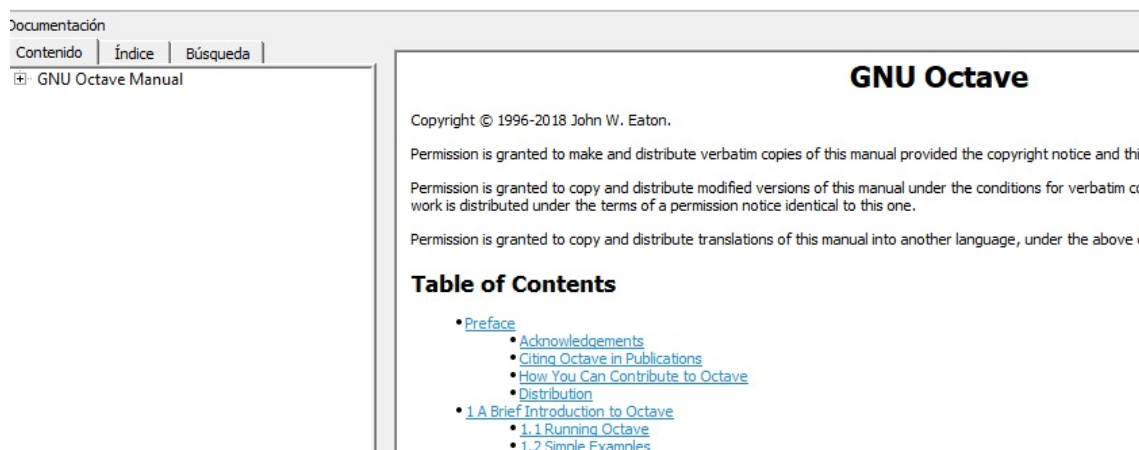 Documentación
Contenido Índice Búsqueda
GNU Octave Manual
GNU Octave
Copyright © 1996-2018 John W. Eaton.
Permission is granted to make and distribute verbatim copies of this manual provided the copyright notice and
Permission is granted to copy and distribute modified versions of this manual under the conditions for verbatim
work is distributed under the terms of a permission notice identical to this one.
Permission is granted to copy and distribute translations of this manual into another language, under the above
Table of Contents
Preface
Acknowledgements
Citing Octave in Publications
How You Can Contribute to Octave
Distribution
1 A Brief Introduction to Octave
1.1 Running Octave
1.2 Simple Examples